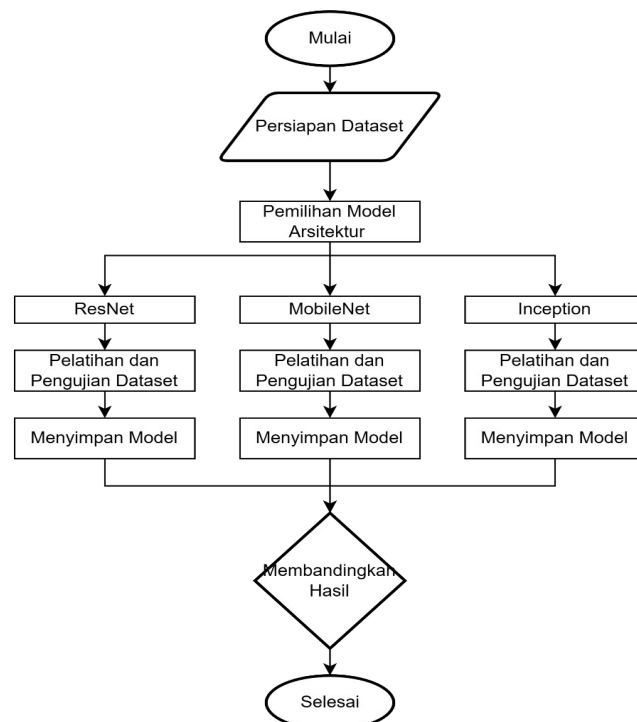 Mulai
Persiapan Dataset
Pemilihan Model
Arsitektur
ResNet
MobileNet
Inception
Pelatihan dan
Pengujian Dataset
Pelatihan dan
Pengujian Dataset
Pelatihan dan
Pengujian Dataset
Menyimpan Model
Menyimpan Model
Menyimpan Model
Membandingkan
Hasil
Selesai